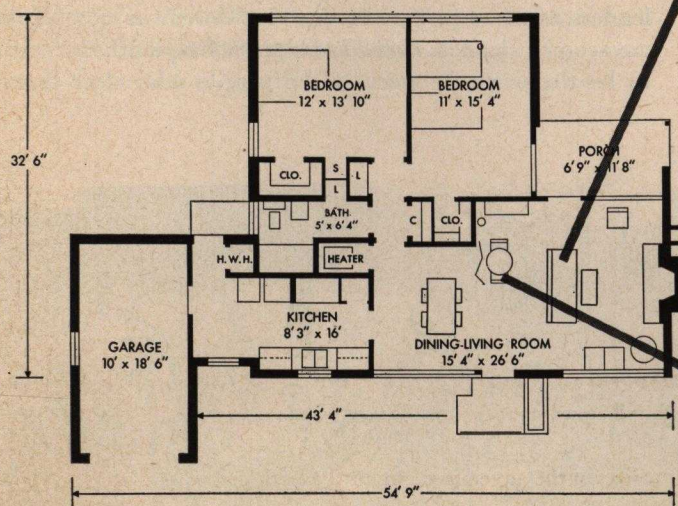 BEDROOM
12' x 13' 10"
BEDROOM
11' x 15' 4"
32' 6"
PORCH
6' 9" x 11' 8"
CLO.
S
L
L
BATH
5' x 6' 4"
C
CLO.
H.W.H.
HEATER
KITCHEN
8' 3" x 16'
GARAGE
10' x 18' 6"
DINING-LIVING ROOM
15' 4" x 26' 6"
43' 4"
54' 9"